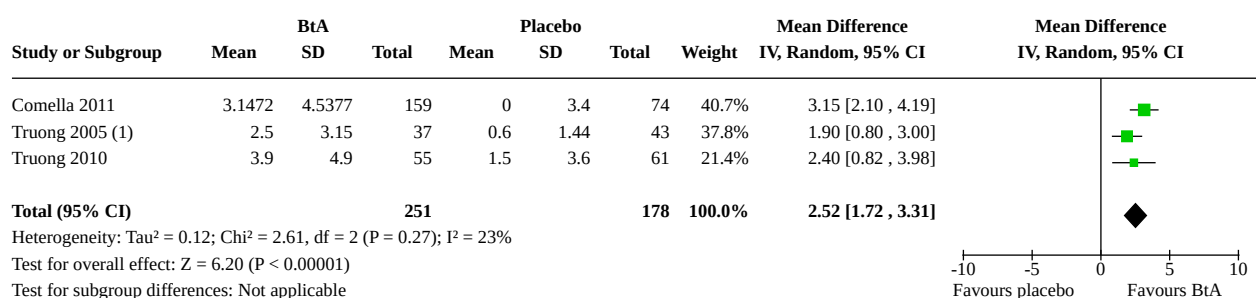 BtA Placebo Mean Difference Mean Difference
Study or Subgroup Mean SD Total Mean SD Total Weight IV, Random, 95% CI IV, Random, 95% CI
Comella 2011 3.1472 4.5377 159 0 3.4 74 40.7% 3.15 [2.10 , 4.19]
Truong 2005 (1) 2.5 3.15 37 0.6 1.44 43 37.8% 1.90 [0.80 , 3.00]
Truong 2010 3.9 4.9 55 1.5 3.6 61 21.4% 2.40 [0.82 , 3.98]
Total (95% CI) 251 178 100.0% 2.52 [1.72 , 3.31]
Heterogeneity: Tau² = 0.12; Chi² = 2.61, df = 2 (P = 0.27); I² = 23%
Test for overall effect: Z = 6.20 (P < 0.00001)
-10 -5 0 5 10
Test for subgroup differences: Not applicable
Favours placebo Favours BtA